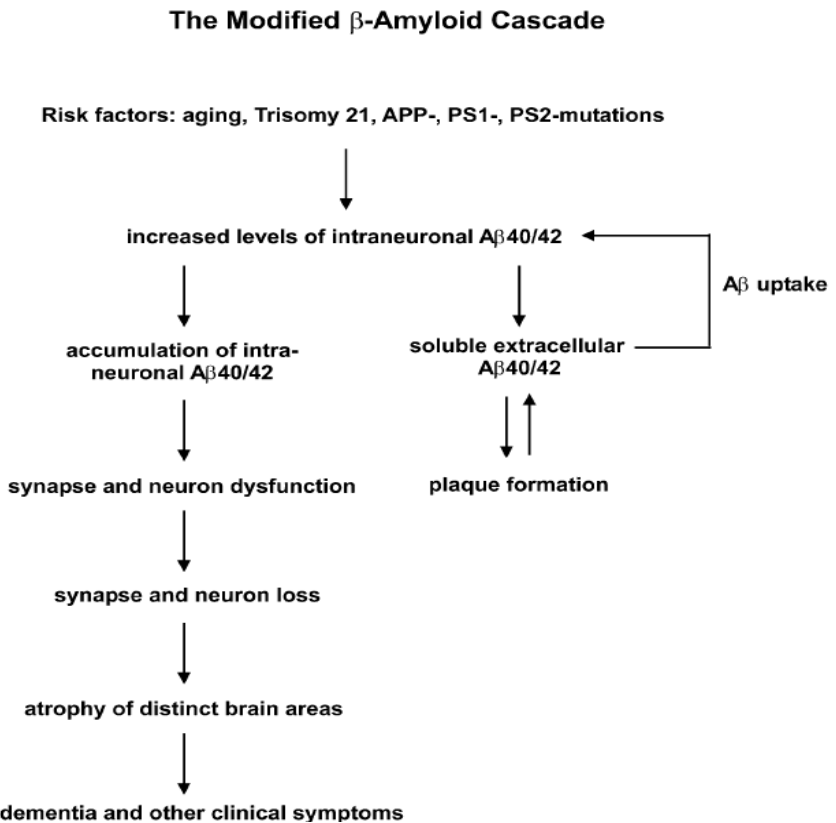 The Modified β-Amyloid Cascade
Risk factors: aging, Trisomy 21, APP-, PS1-, PS2-mutations
increased levels of intraneuronal Aβ40/42
Aβ uptake
accumulation of intra-
neuronal Aβ40/42
soluble extracellular
Aβ40/42
synapse and neuron dysfunction
plaque formation
synapse and neuron loss
atrophy of distinct brain areas
dementia and other clinical symptoms